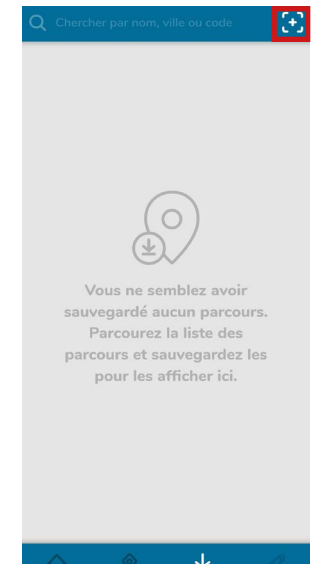 Chercher par nom, ville ou code
Vous ne semblez avoir
sauvegardé aucun parcours.
Parcourez la liste des
parcours et sauvegardez les
pour les afficher ici.